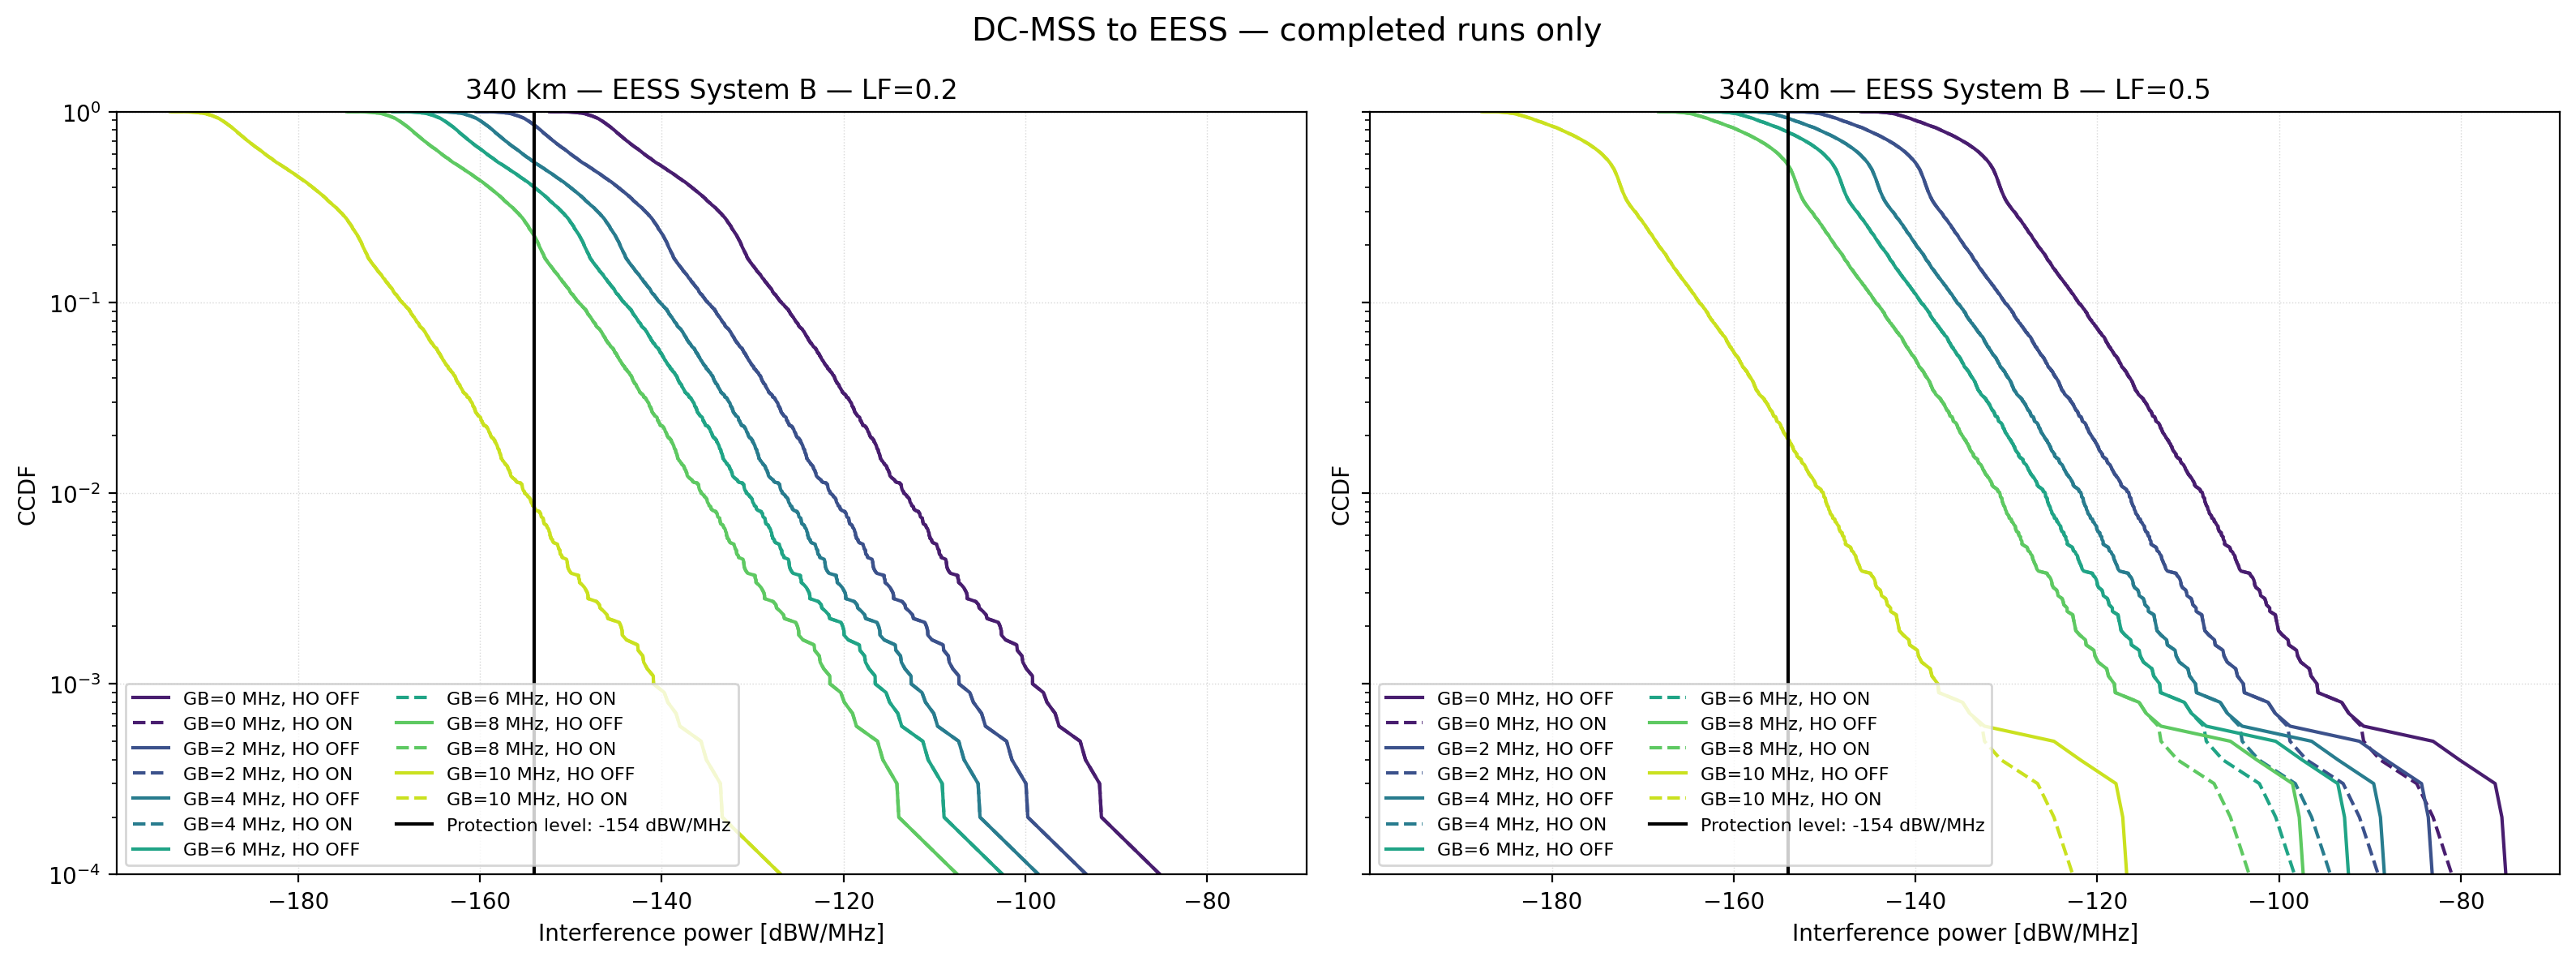 DC-MSS to EESS — completed runs only
340 km — EESS System B — LF=0.2
CCDF
10⁰
10⁻¹
10⁻²
10⁻³
10⁻⁴
GB=0 MHz, HO OFF
GB=0 MHz, HO ON
GB=2 MHz, HO OFF
GB=2 MHz, HO ON
GB=4 MHz, HO OFF
GB=4 MHz, HO ON
GB=6 MHz, HO OFF
GB=6 MHz, HO ON
GB=8 MHz, HO OFF
GB=8 MHz, HO ON
GB=10 MHz, HO OFF
GB=10 MHz, HO ON
Protection level: -154 dBW/MHz
−180 −160 −140 −120 −100 −80
Interference power [dBW/MHz]
340 km — EESS System B — LF=0.5
CCDF
GB=0 MHz, HO OFF
GB=0 MHz, HO ON
GB=2 MHz, HO OFF
GB=2 MHz, HO ON
GB=4 MHz, HO OFF
GB=4 MHz, HO ON
GB=6 MHz, HO OFF
GB=6 MHz, HO ON
GB=8 MHz, HO OFF
GB=8 MHz, HO ON
GB=10 MHz, HO OFF
GB=10 MHz, HO ON
Protection level: -154 dBW/MHz
−180 −160 −140 −120 −100 −80
Interference power [dBW/MHz]